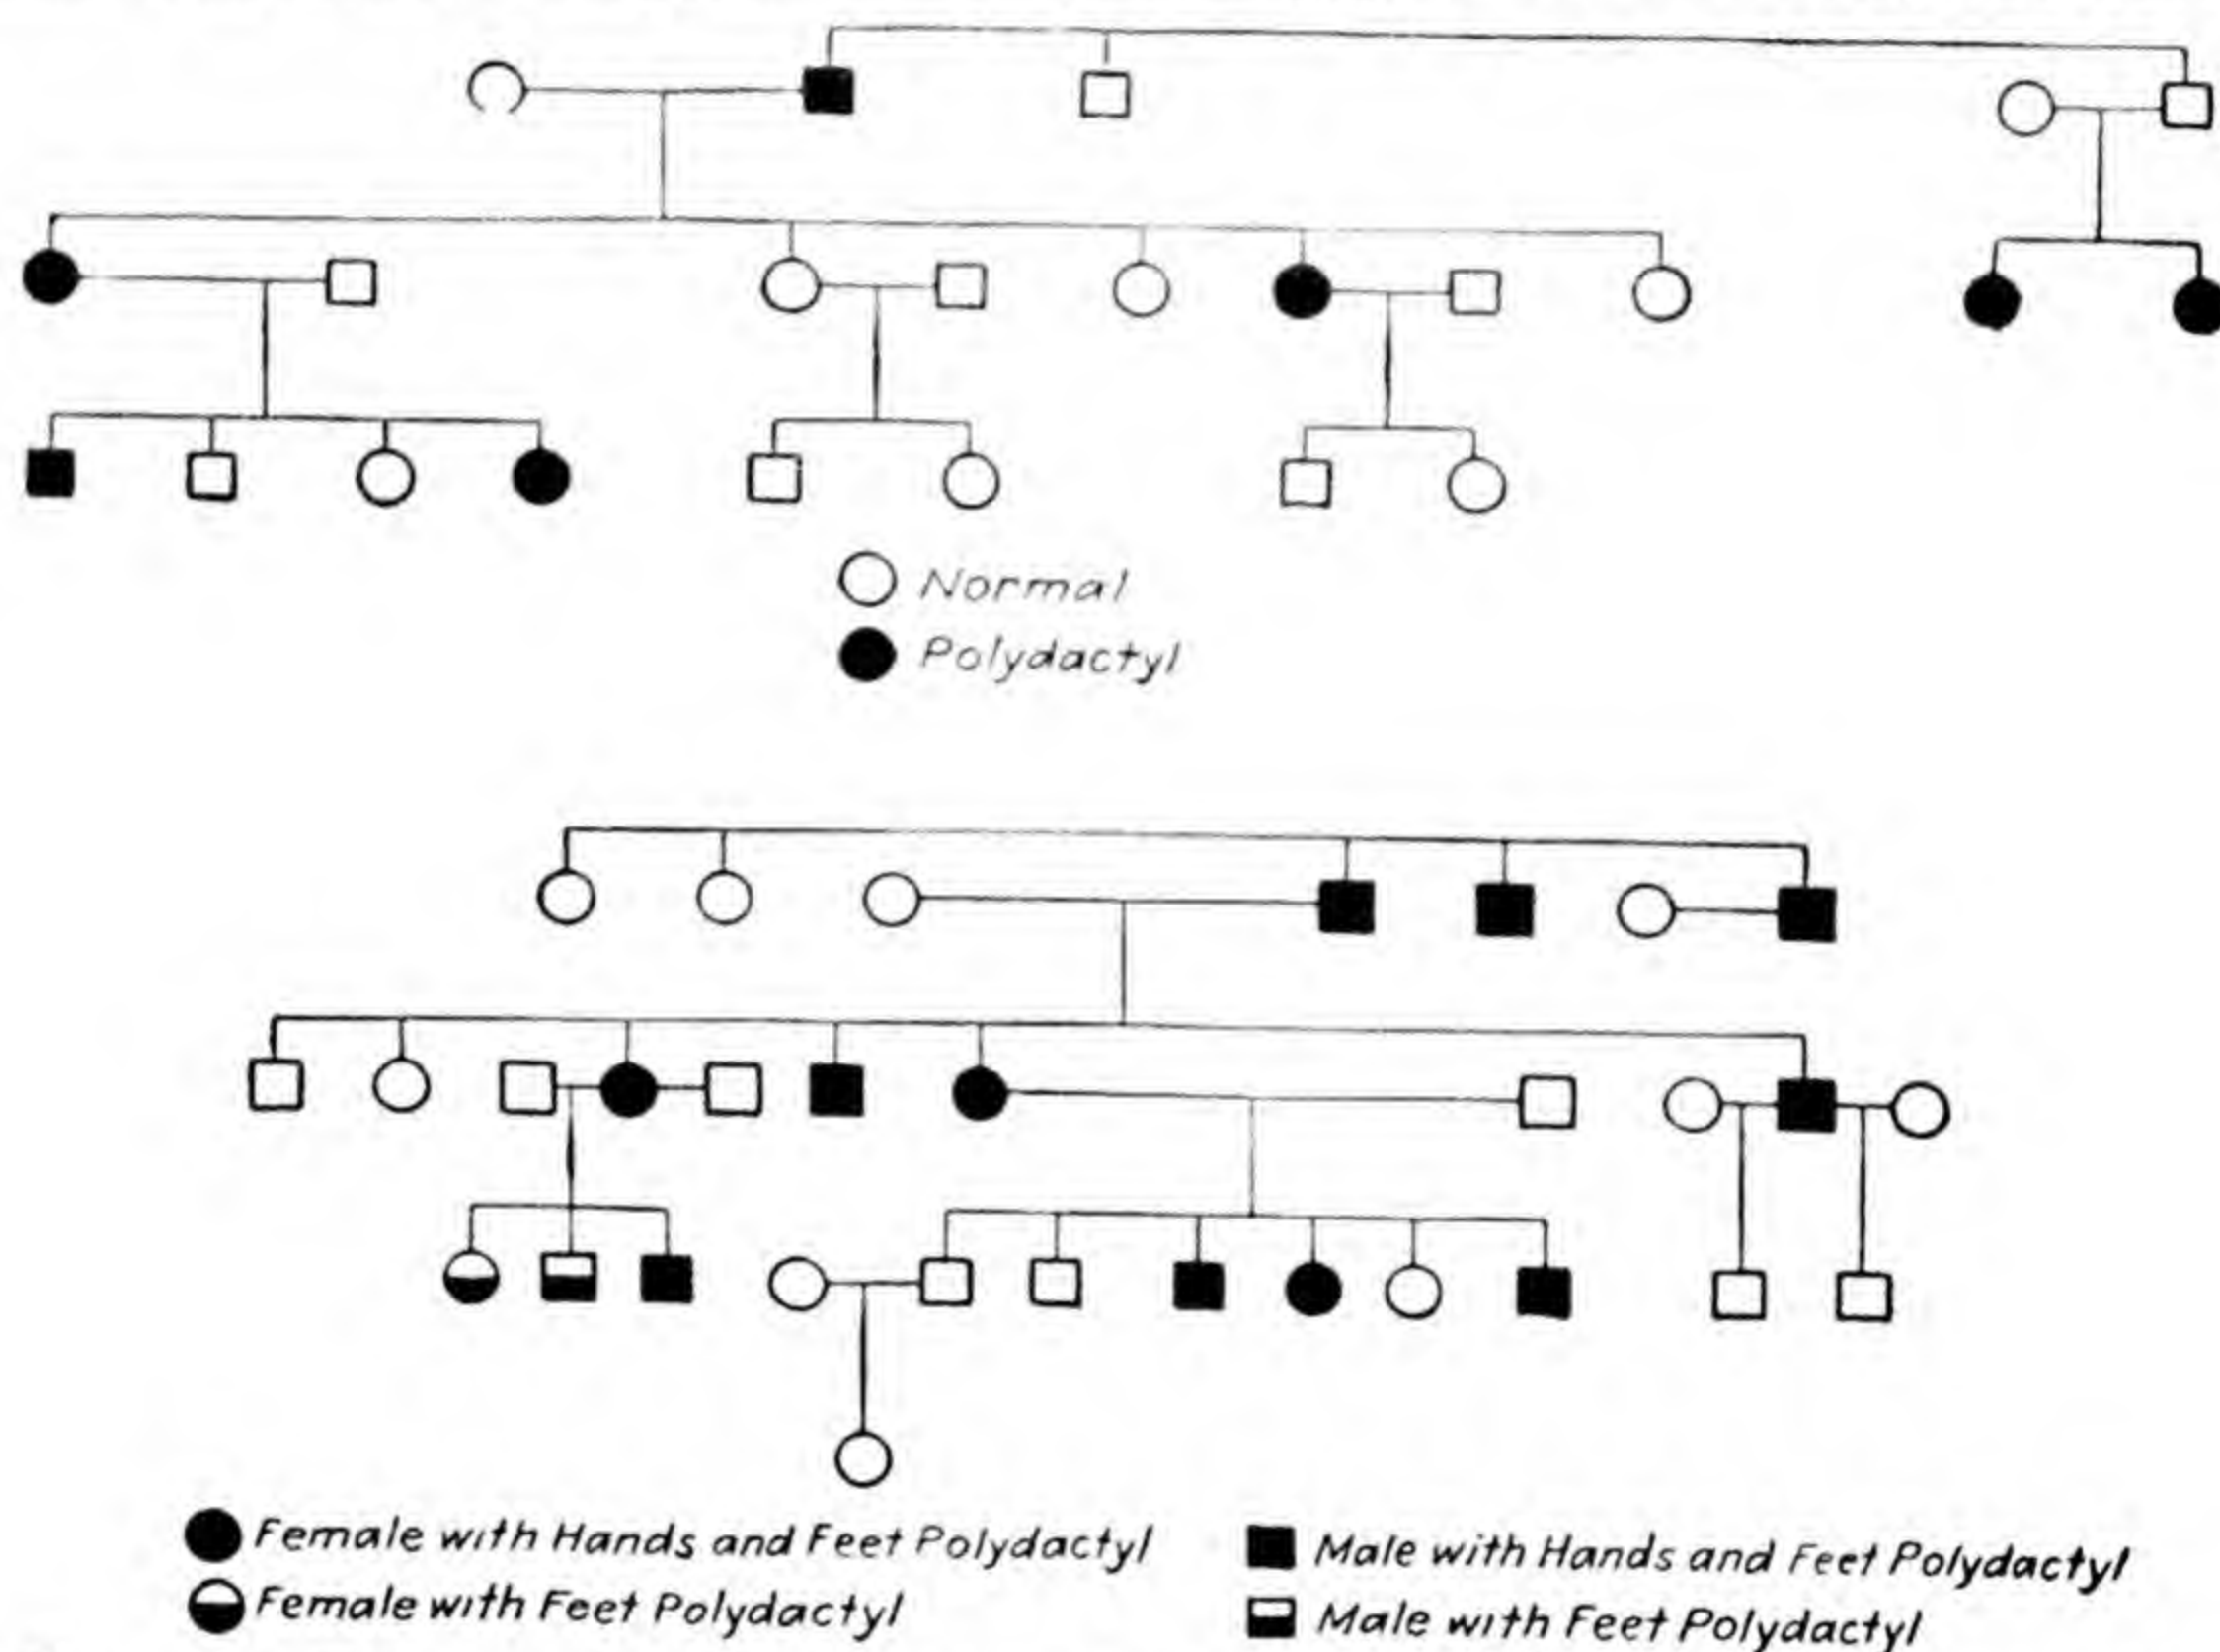 Normal
Polydactyl
Female with Hands and Feet Polydactyl
Male with Hands and Feet Polydactyl
Female with Feet Polydactyl
Male with Feet Polydactyl